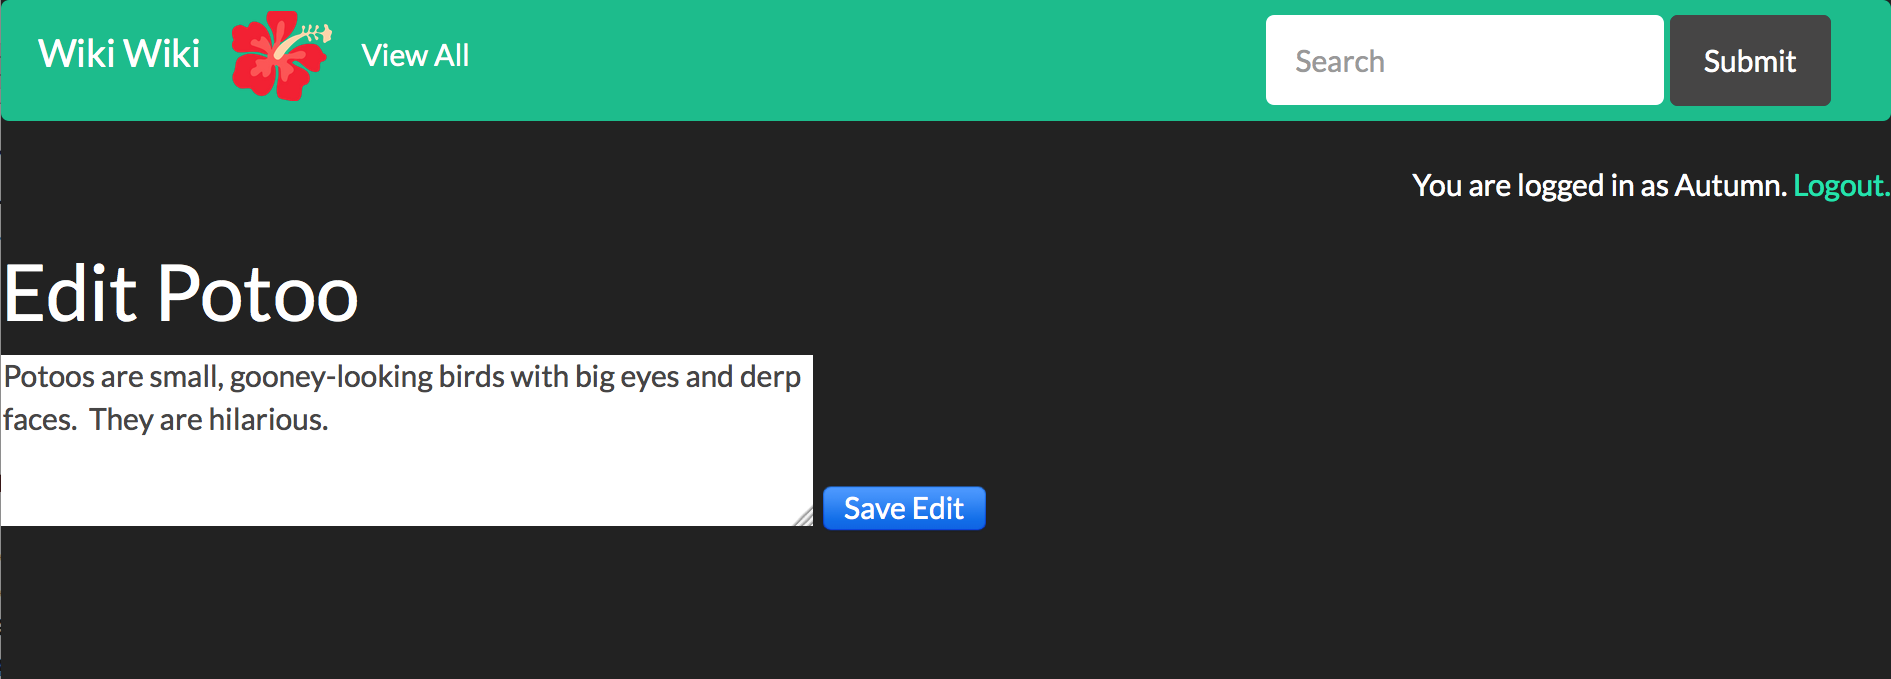 Wiki Wiki View All Search Submit
You are logged in as Autumn. Logout.
Edit Potoo
Potoos are small, gooney-looking birds with big eyes and derp
faces.  They are hilarious.
Save Edit